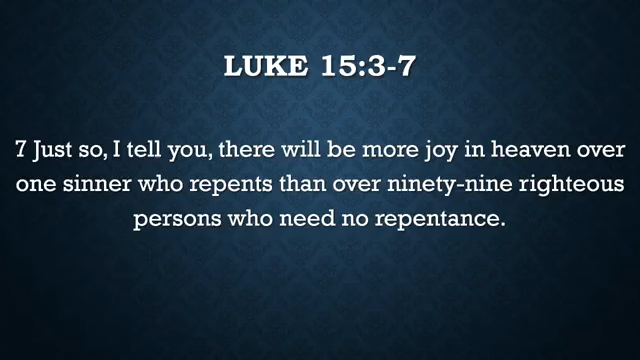 LUKE 15:3-7
7 Just so, I tell you, there will be more joy in heaven over
one sinner who repents than over ninety-nine righteous
persons who need no repentance.